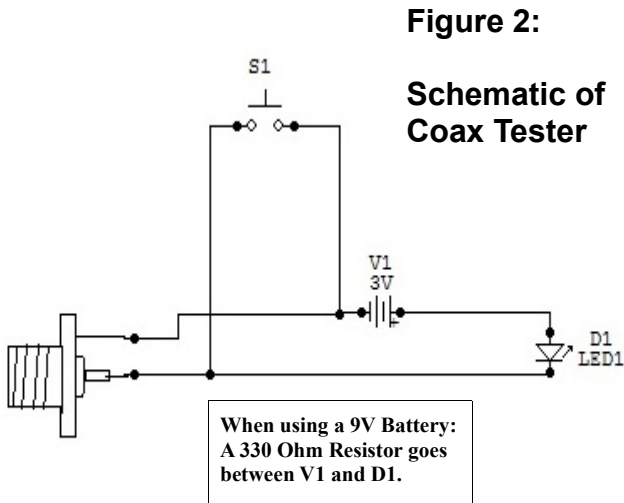 Figure 2:
Schematic of
Coax Tester
S1
V1
3V
+
D1
LED1
When using a 9V Battery:
A 330 Ohm Resistor goes
between V1 and D1.